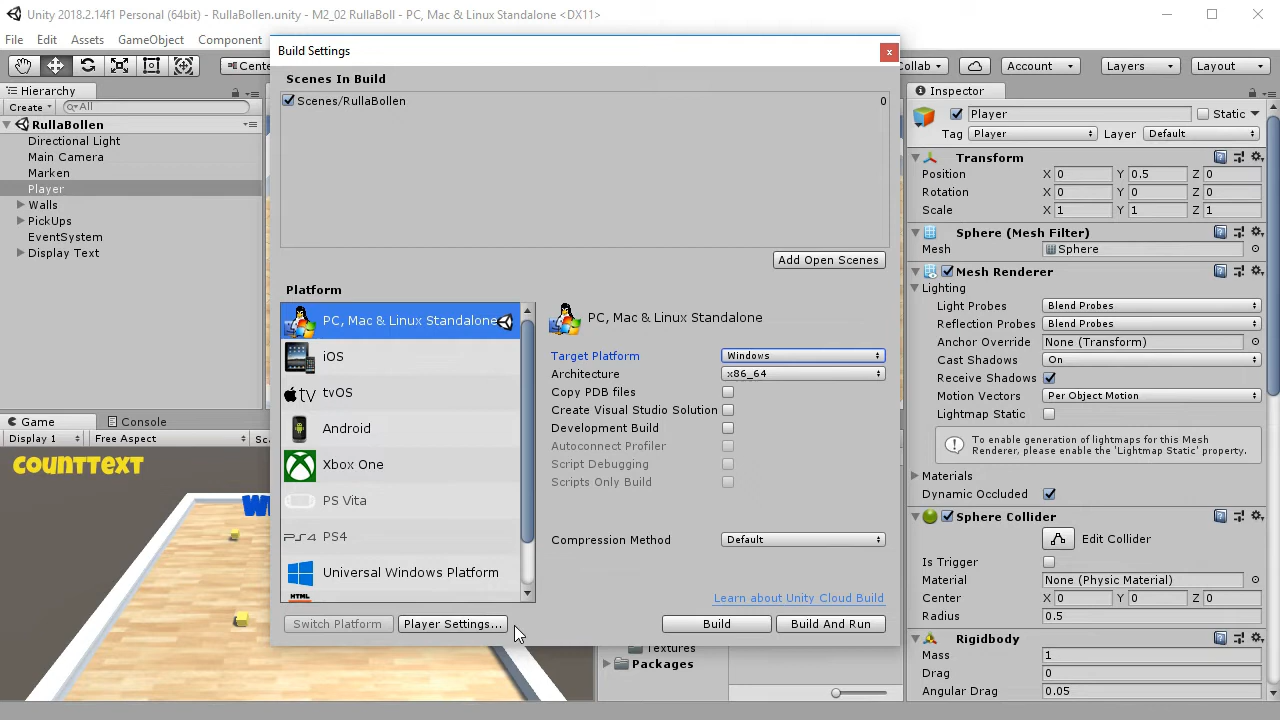 Unity 2018.2.14f1 Personal (64bit) - RullaBollen.unity - M2_02 RullaBoll - PC, Mac & Linux Standalone <DX11>
File Edit Assets GameObject Component
Center
Collab Account Layers Layout
Build Settings
Scenes In Build
Scenes/RullaBollen 0
Add Open Scenes
Platform
PC, Mac & Linux Standalone
iOS
tvOS
Android
Xbox One
PS Vita
PS4
Universal Windows Platform
HTML
PC, Mac & Linux Standalone
Target Platform Windows
Architecture x86_64
Copy PDB files
Create Visual Studio Solution
Development Build
Autoconnect Profiler
Script Debugging
Scripts Only Build
Compression Method Default
Learn about Unity Cloud Build
Switch Platform Player Settings... Build Build And Run
Hierarchy
Create All
RullaBollen
Directional Light
Main Camera
Marken
Player
Walls
PickUps
EventSystem
Display Text
Game Console
Display 1 Free Aspect Sca
COUNTTEXT
Textures
Packages
Inspector
Player Static
Tag Player Layer Default
Transform
Position X 0 Y 0.5 Z 0
Rotation X 0 Y 0 Z 0
Scale X 1 Y 1 Z 1
Sphere (Mesh Filter)
Mesh Sphere
Mesh Renderer
Lighting
Light Probes Blend Probes
Reflection Probes Blend Probes
Anchor Override None (Transform)
Cast Shadows On
Receive Shadows
Motion Vectors Per Object Motion
Lightmap Static
To enable generation of lightmaps for this Mesh
Renderer, please enable the 'Lightmap Static' property.
Materials
Dynamic Occluded
Sphere Collider
Edit Collider
Is Trigger
Material None (Physic Material)
Center X 0 Y 0 Z 0
Radius 0.5
Rigidbody
Mass 1
Drag 0
Angular Drag 0.05